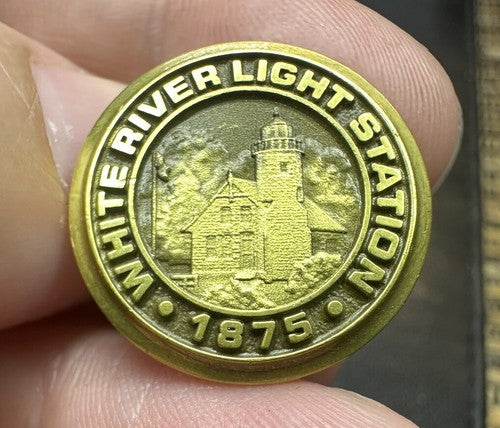 WHITE RIVER LIGHT STATION
• 1875 •